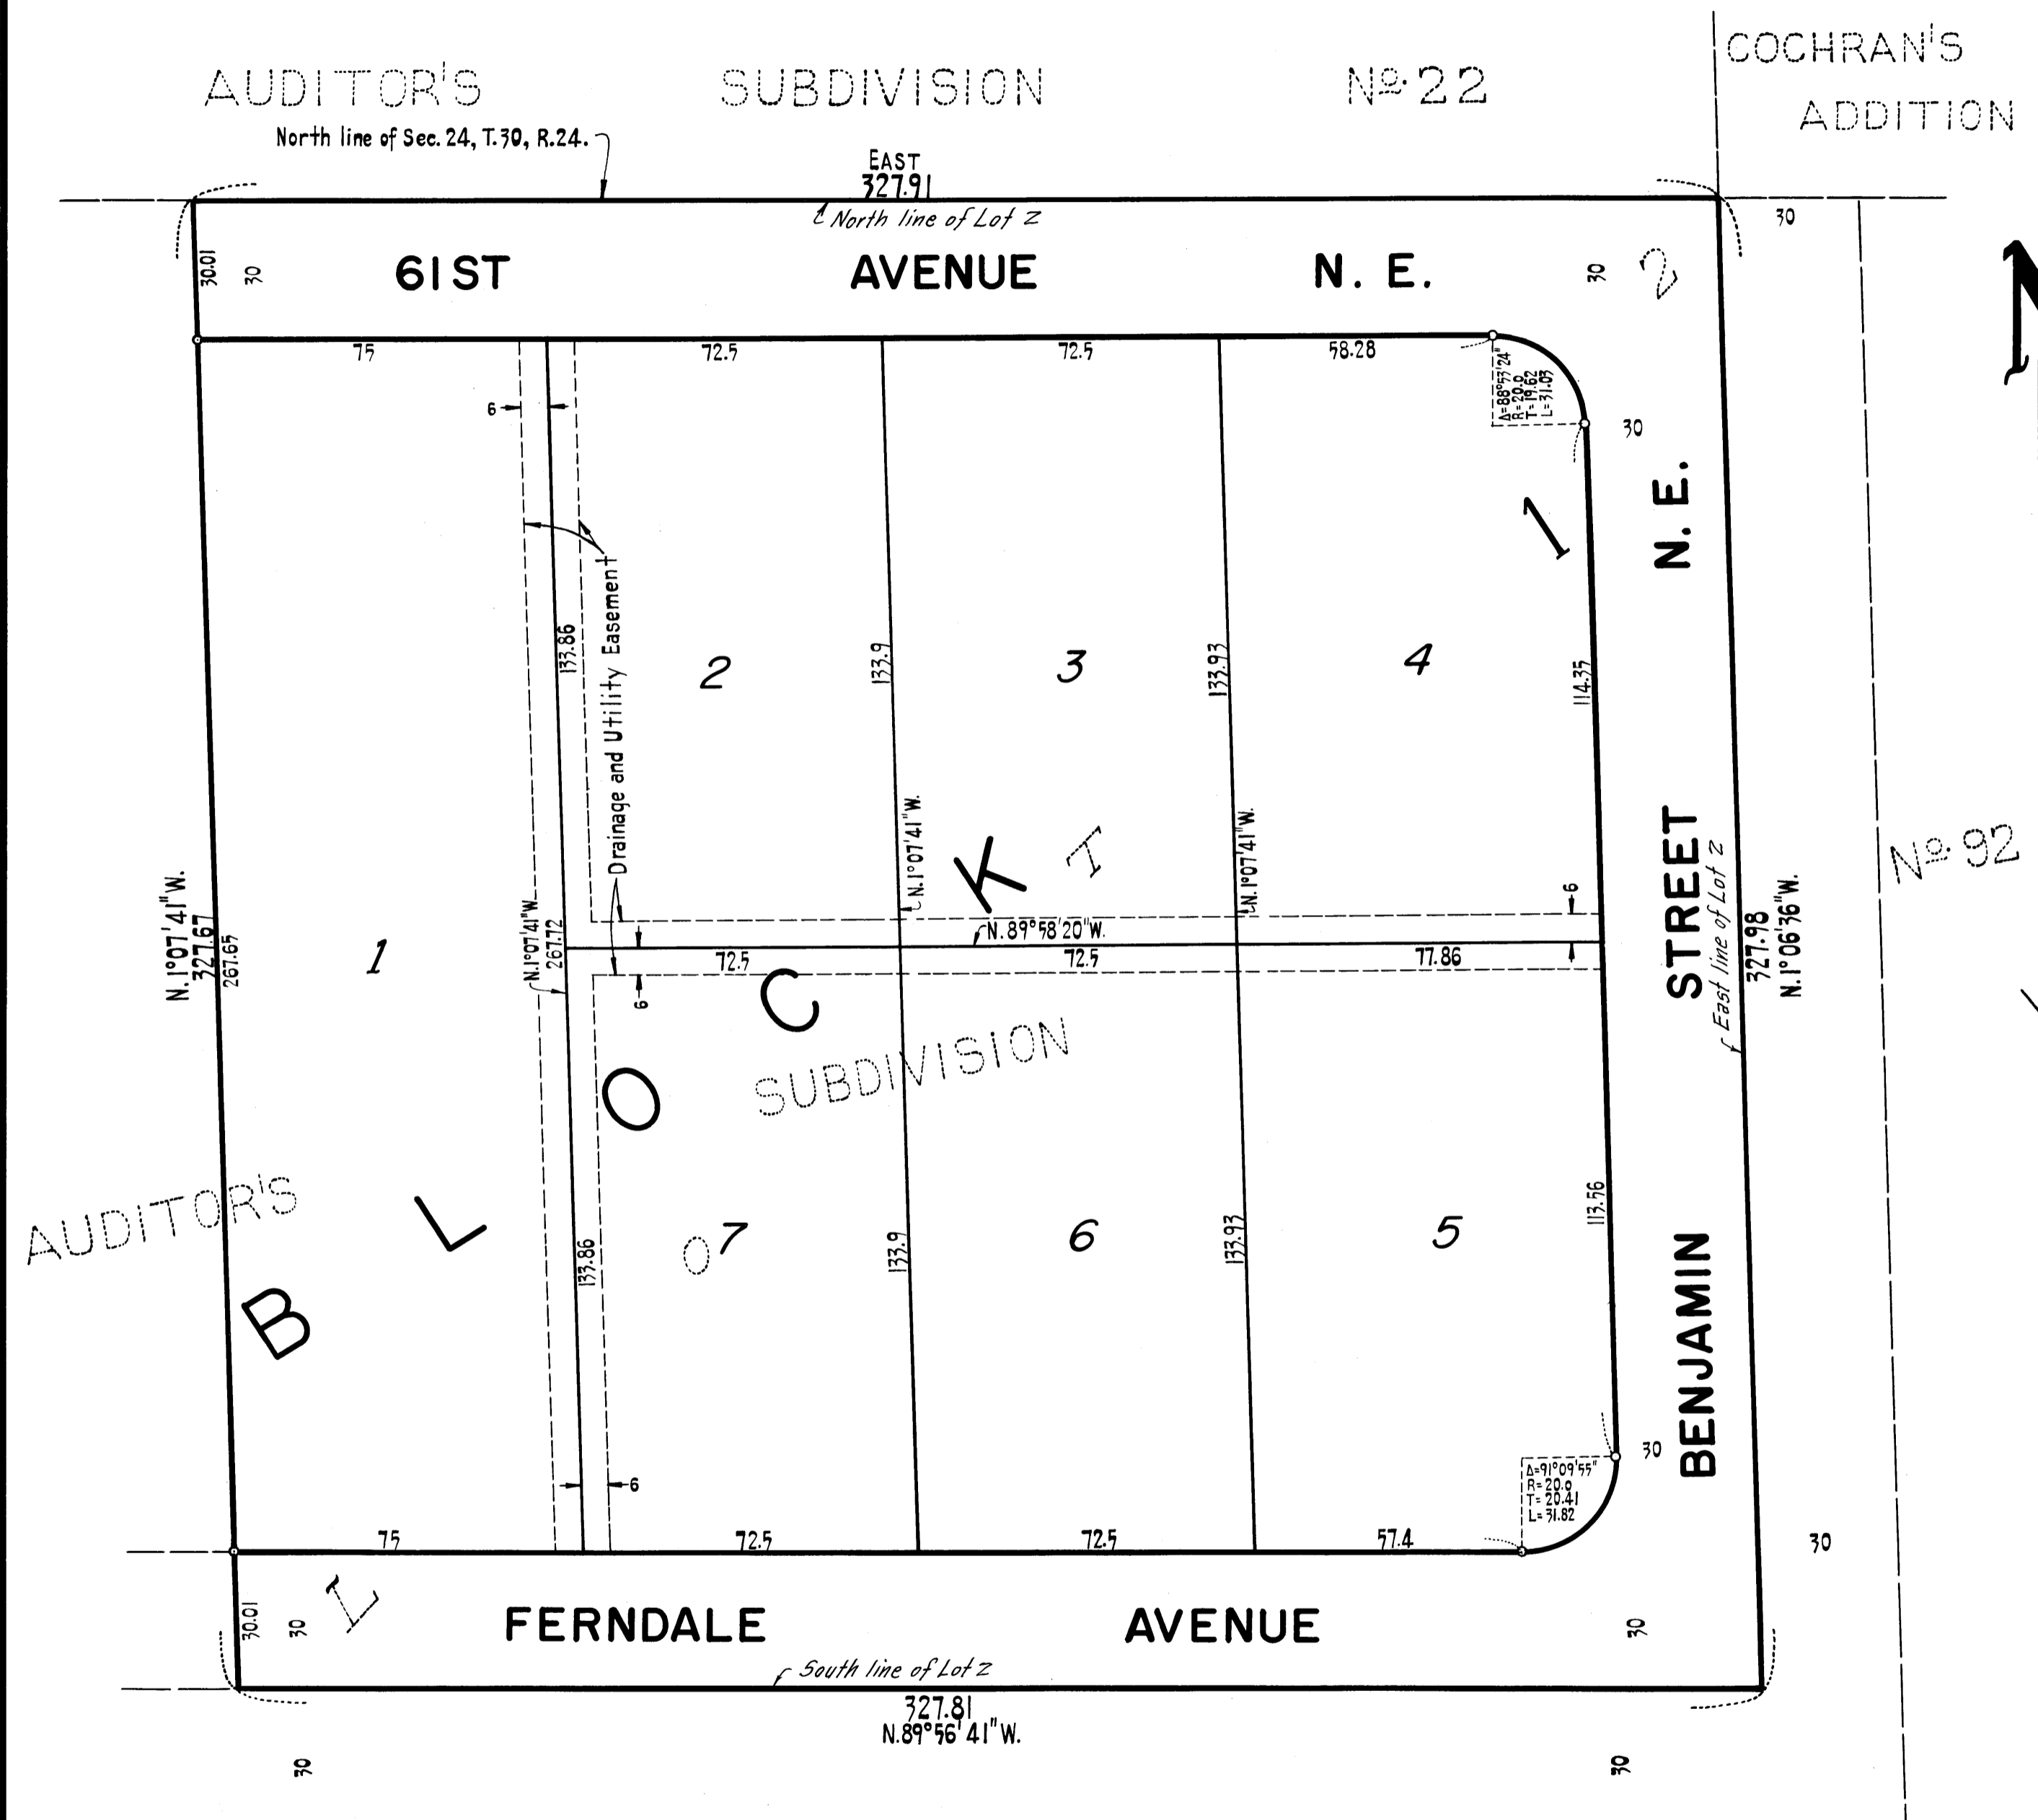 AUDITOR'S SUBDIVISION Nº 22
COCHRAN'S
ADDITION
North line of Sec. 24, T.30, R.24.
EAST
327.91
North line of Lot 2
30
30.01
30
61ST AVENUE N. E.
30
2
75
72.5
72.5
58.28
Δ=88°53'24"
R=20.0
T=19.62
L=31.03
30
6
Drainage and Utility Easement
133.86
2
133.9
3
133.93
4
114.35
1
N. E.
STREET
BENJAMIN
N.1°07'41"W.
327.67
267.65
1
N.1°07'41"W.
267.72
N.1°07'41"W.
N.1°07'41"W.
K
T
6
N.89°58'20"W.
72.5
72.5
77.86
6
C
O
L
B
East line of Lot 2
327.98
N.1°06'36"W.
Nº 92
AUDITOR'S SUBDIVISION
133.86
O
7
133.9
6
133.93
5
113.56
6
30
Δ=91°09'55"
R=20.0
T=20.41
L=31.82
75
72.5
72.5
57.4
30
30.01
30
L
FERNDALE AVENUE
30
South line of Lot 2
327.81
N.89°56'41"W.
30
30